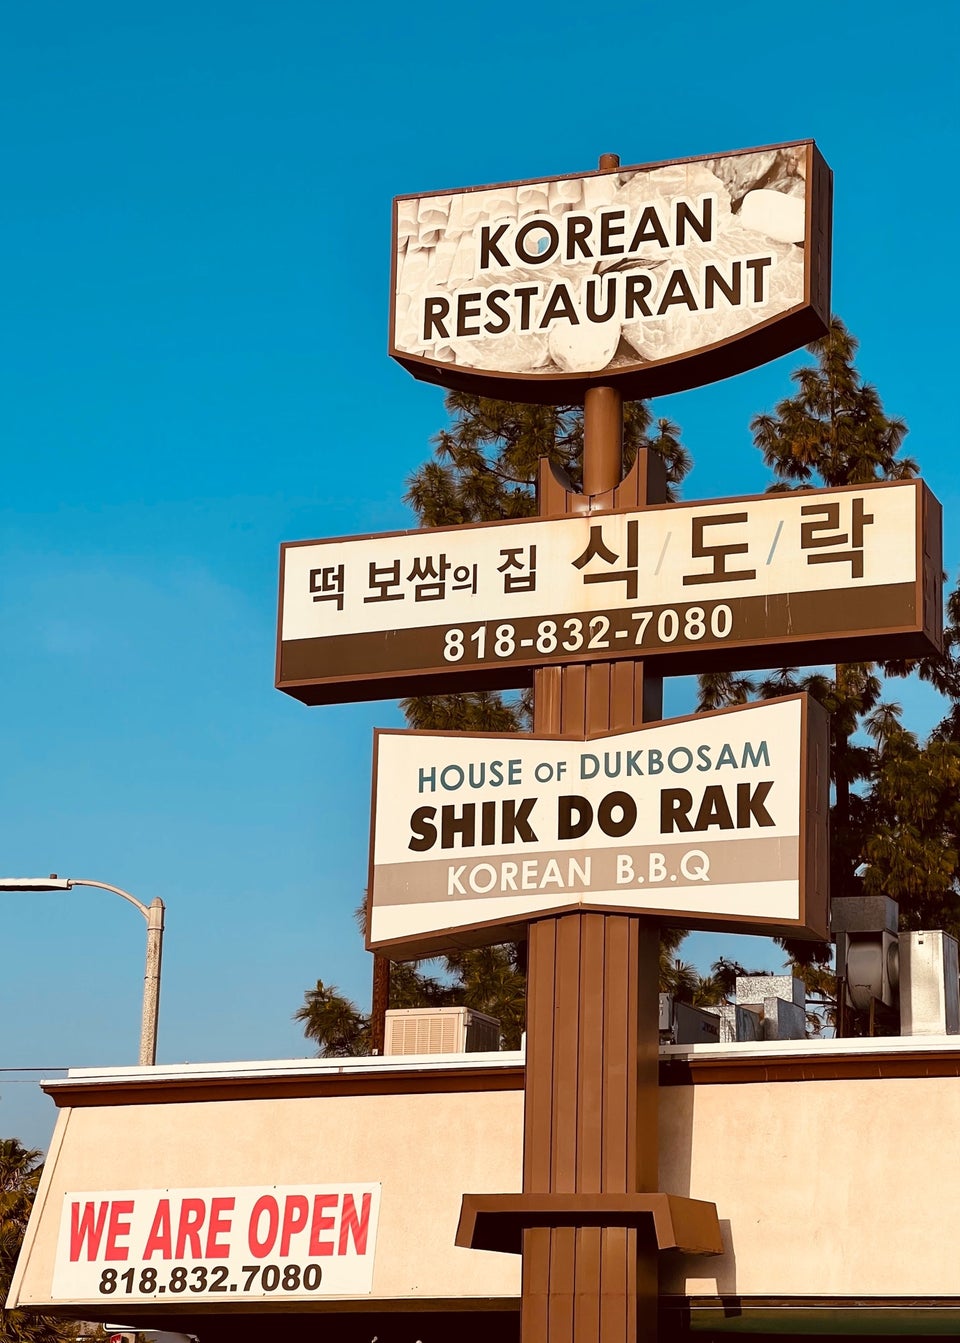 KOREAN
RESTAURANT
떡 보쌈의 집 식/도/락
818-832-7080
HOUSE OF DUKBOSAM
SHIK DO RAK
KOREAN B.B.Q
WE ARE OPEN
818.832.7080